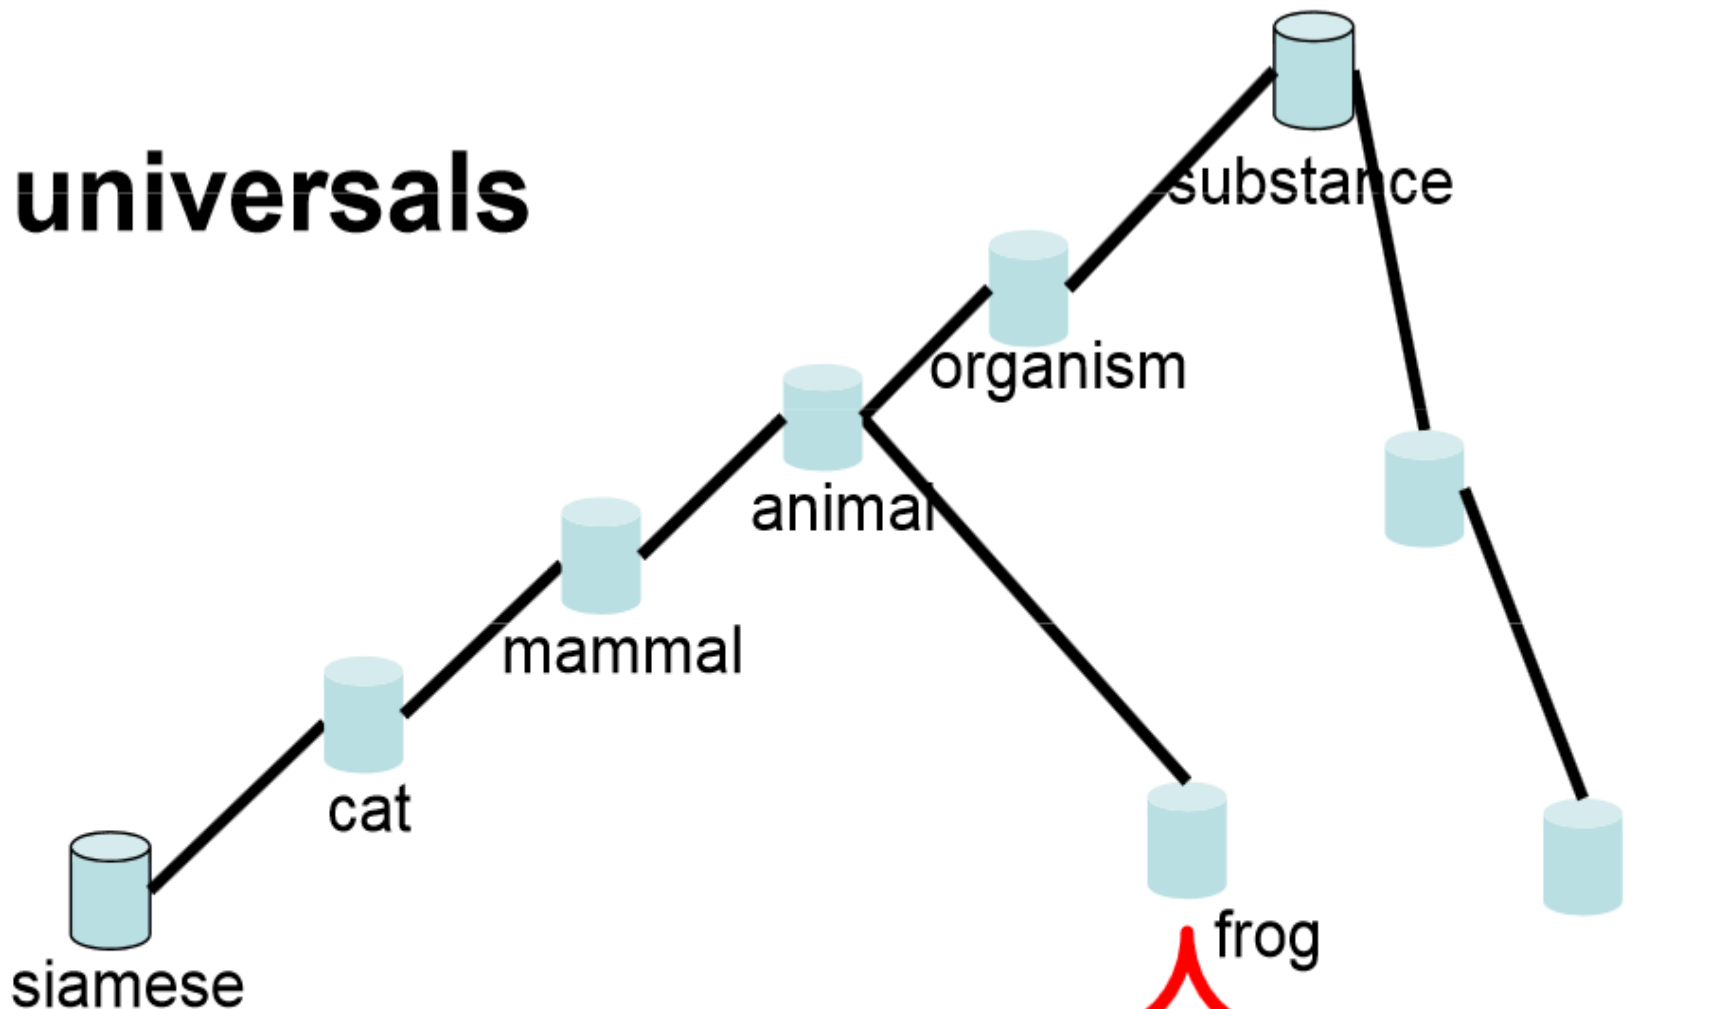 universals
substance
organism
animal
mammal
cat
frog
siamese